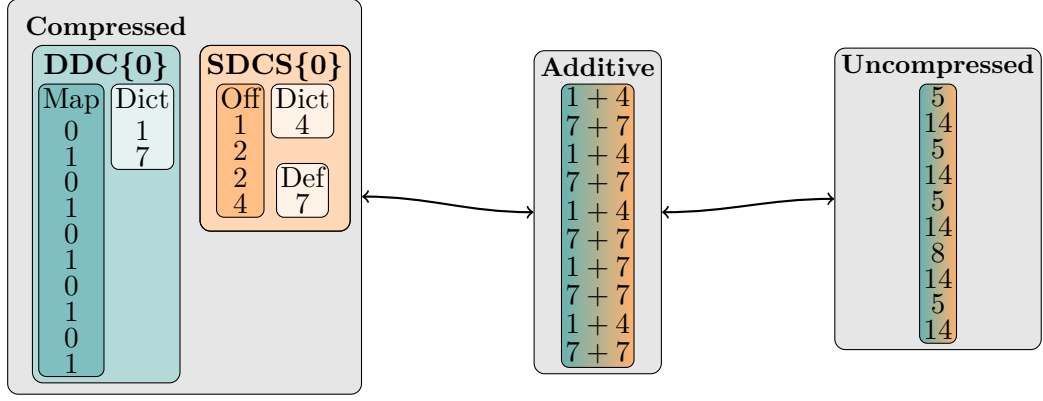 Compressed
DDC{0}
Map
0
1
0
1
0
1
0
1
0
1
Dict
1
7
SDCS{0}
Off
1
2
2
4
Dict
4
Def
7
Additive
1 + 4
7 + 7
1 + 4
7 + 7
1 + 4
7 + 7
1 + 7
7 + 7
1 + 4
7 + 7
Uncompressed
5
14
5
14
5
14
8
14
5
14